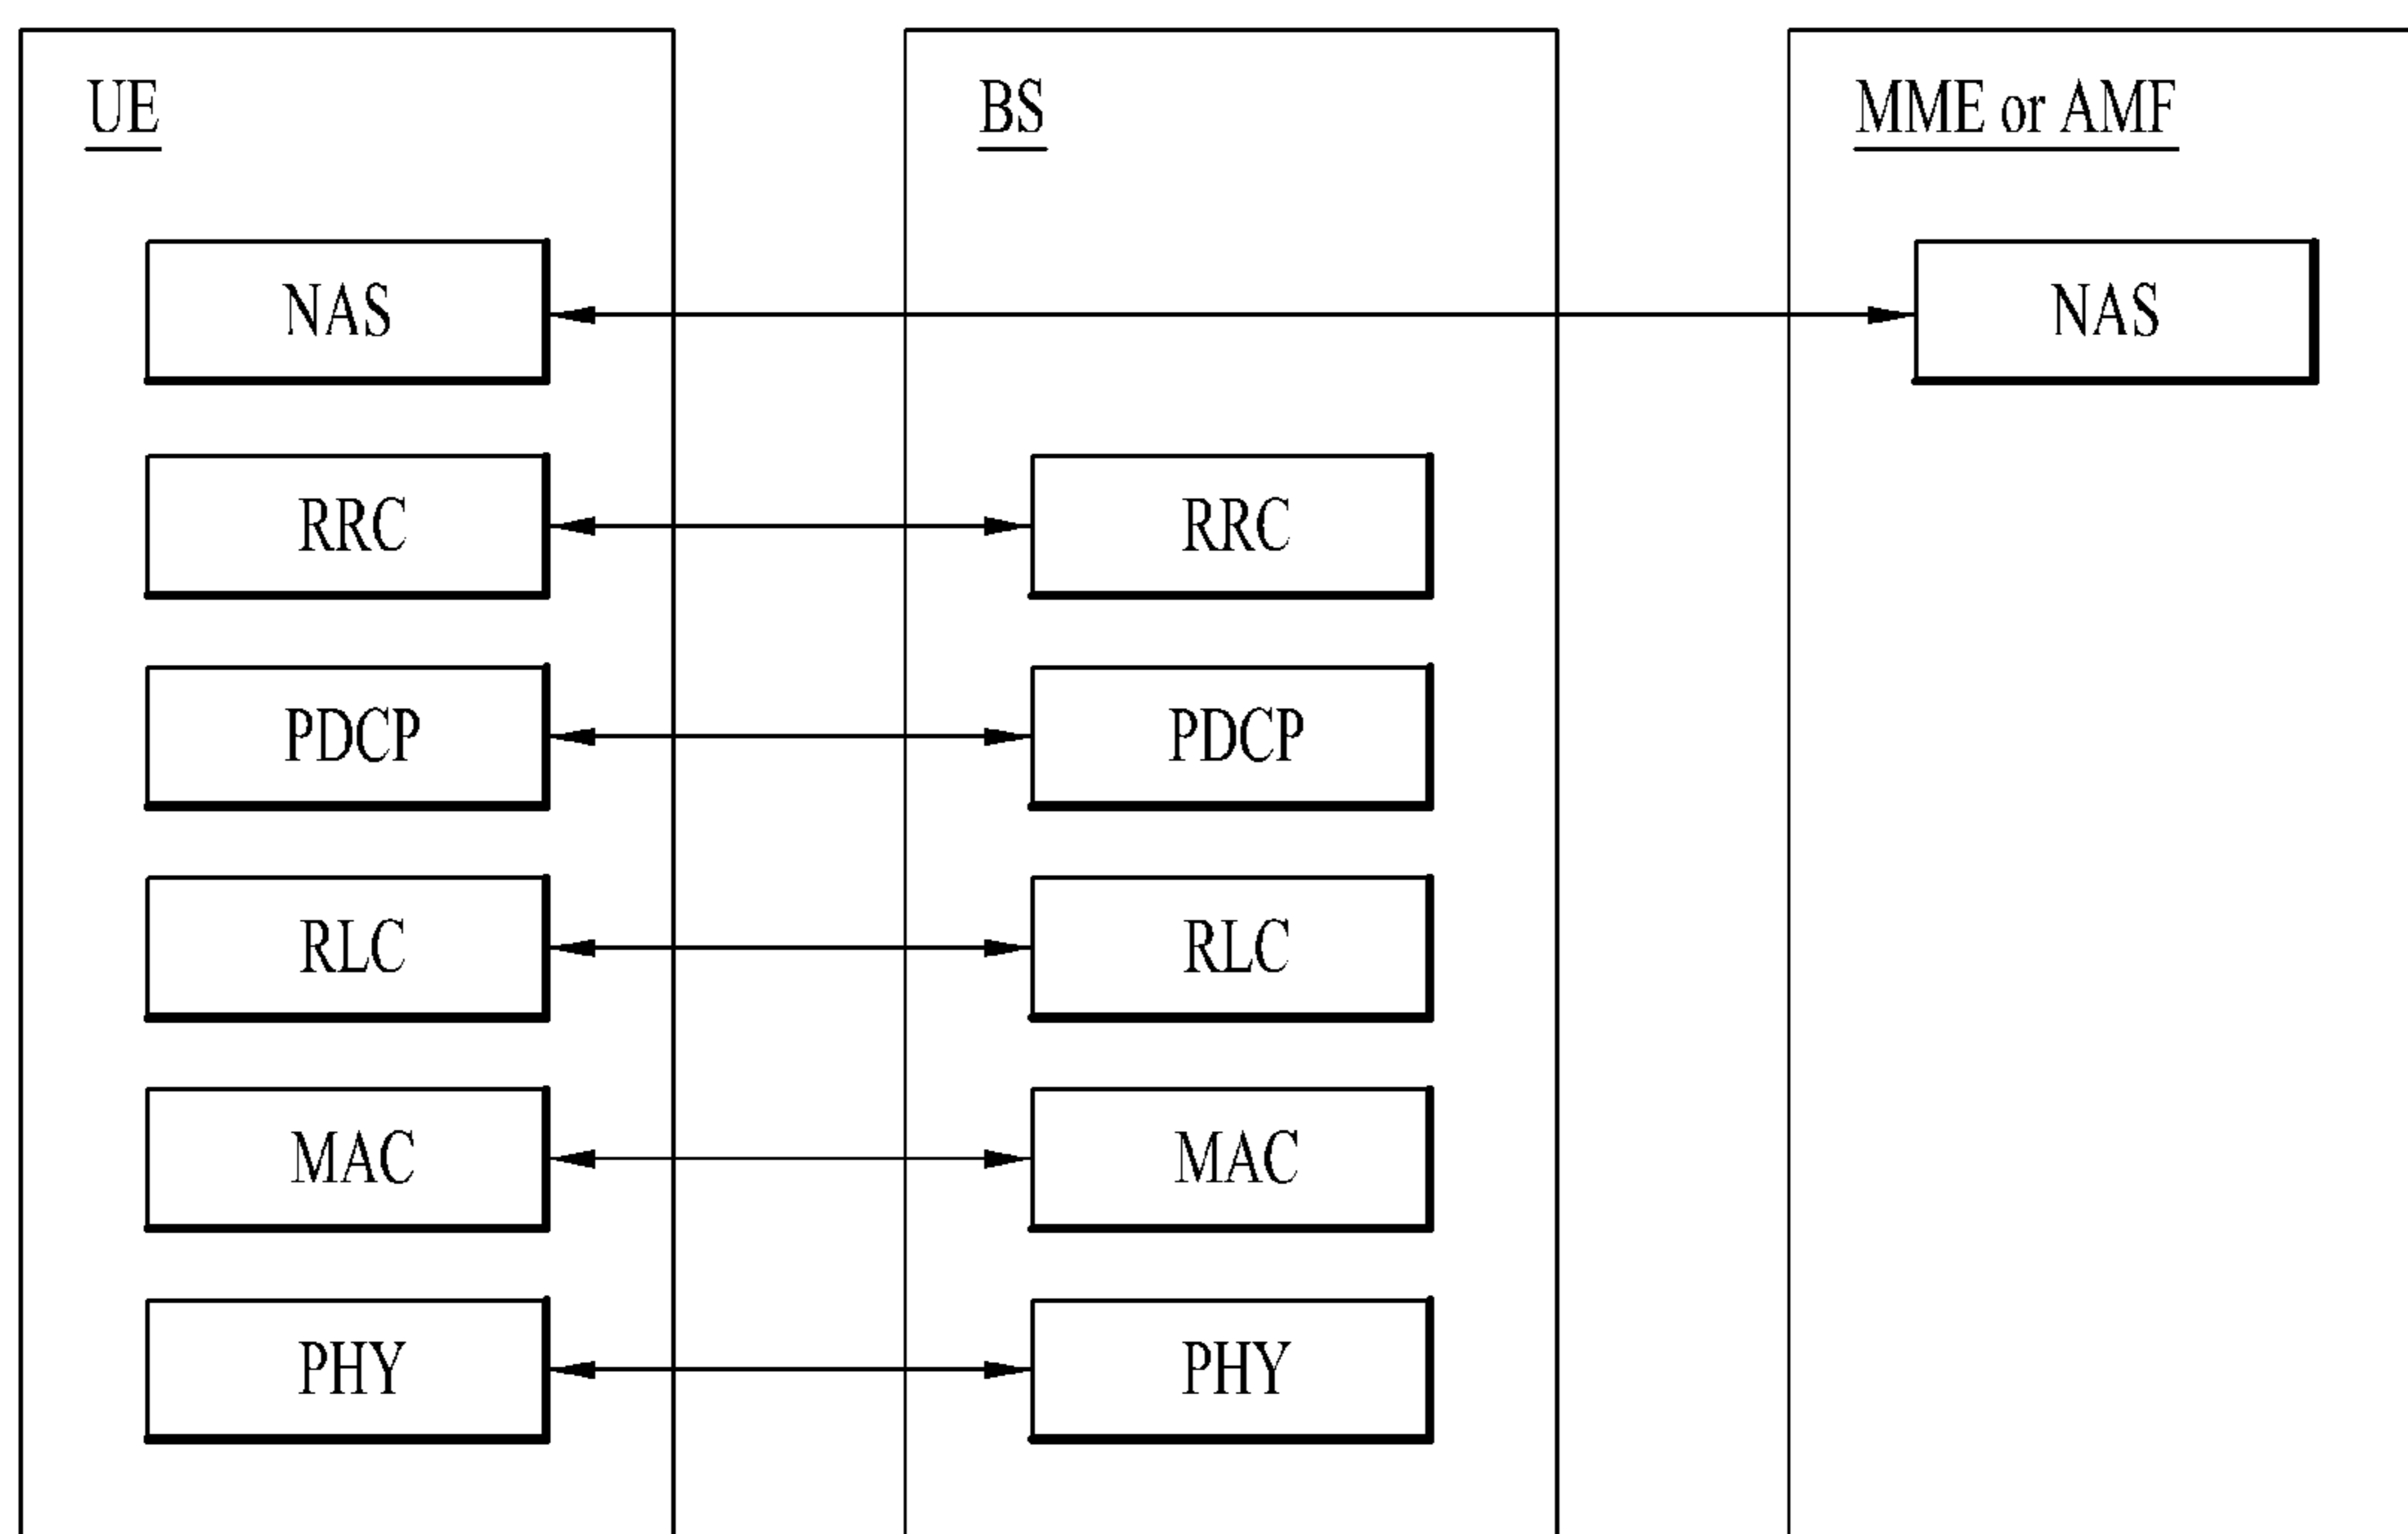 UE
BS
MME or AMF
NAS
NAS
RRC
RRC
PDCP
PDCP
RLC
RLC
MAC
MAC
PHY
PHY